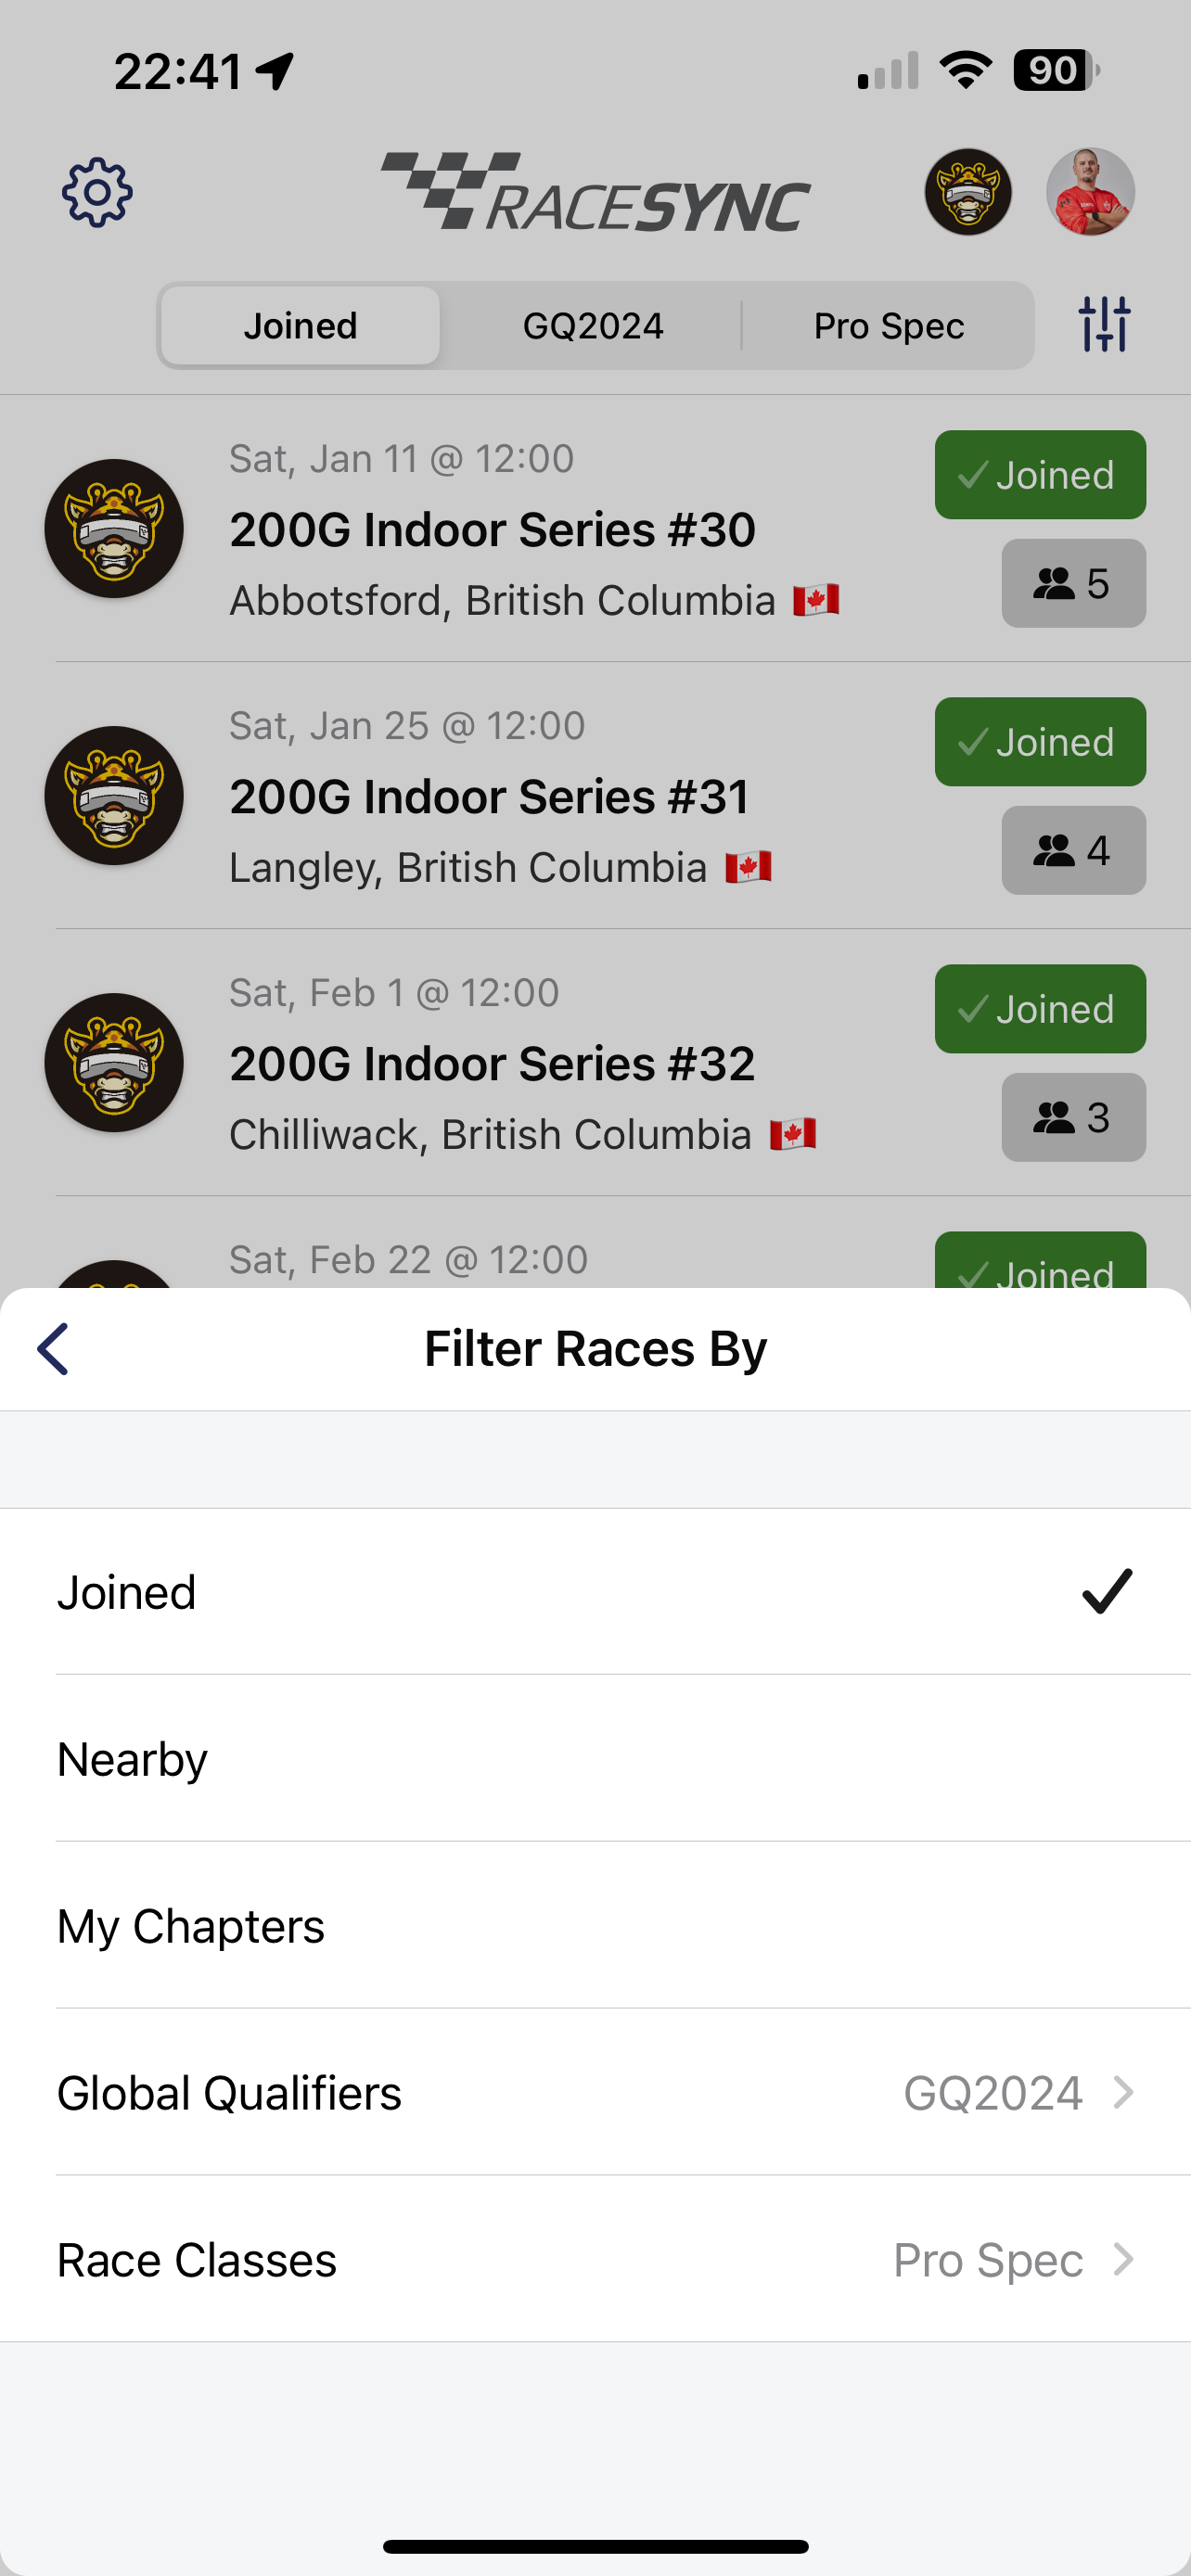 22:41
90
RACESYNC
Joined
GQ2024
Pro Spec
Sat, Jan 11 @ 12:00
Joined
200G Indoor Series #30
5
Abbotsford, British Columbia 🇨🇦
Sat, Jan 25 @ 12:00
Joined
200G Indoor Series #31
4
Langley, British Columbia 🇨🇦
Sat, Feb 1 @ 12:00
Joined
200G Indoor Series #32
3
Chilliwack, British Columbia 🇨🇦
Sat, Feb 22 @ 12:00
Joined
Filter Races By
Joined
Nearby
My Chapters
Global Qualifiers
GQ2024
Race Classes
Pro Spec